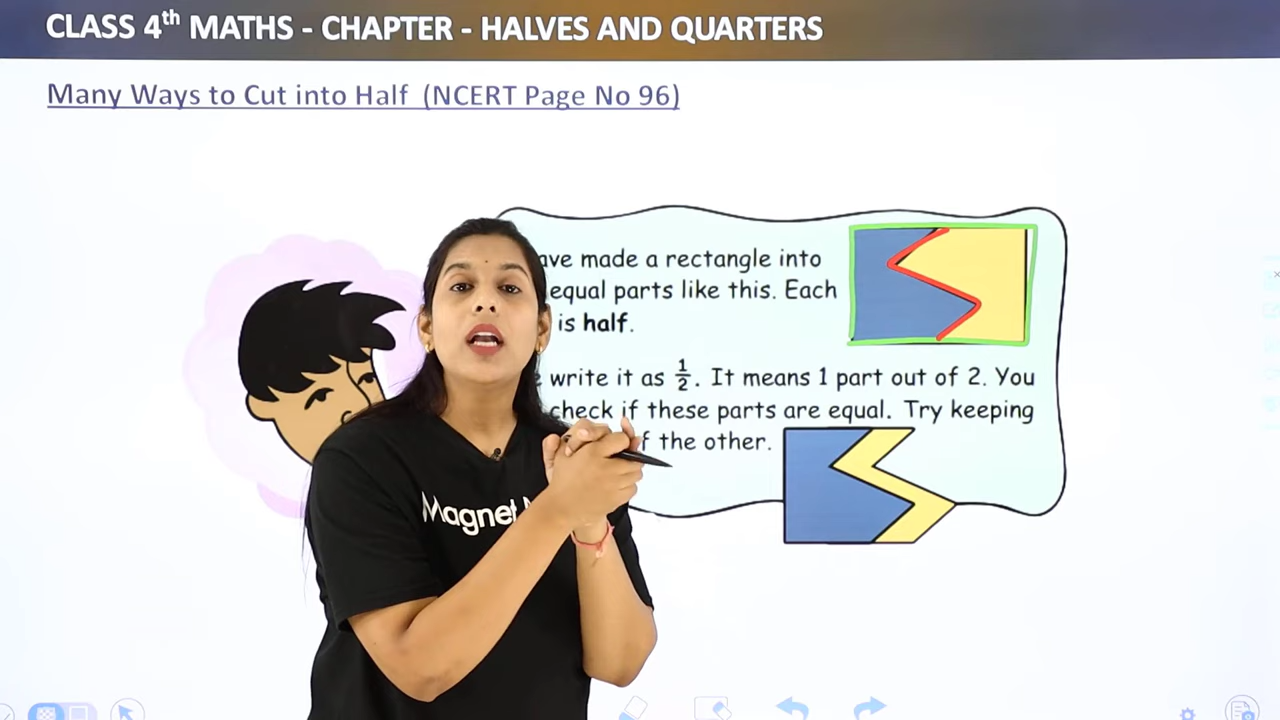 CLASS 4th MATHS - CHAPTER - HALVES AND QUARTERS
Many Ways to Cut into Half (NCERT Page No 96)
ave made a rectangle into
equal parts like this. Each
is half.
write it as 1/2. It means 1 part out of 2. You
check if these parts are equal. Try keeping
f the other.
Magnet